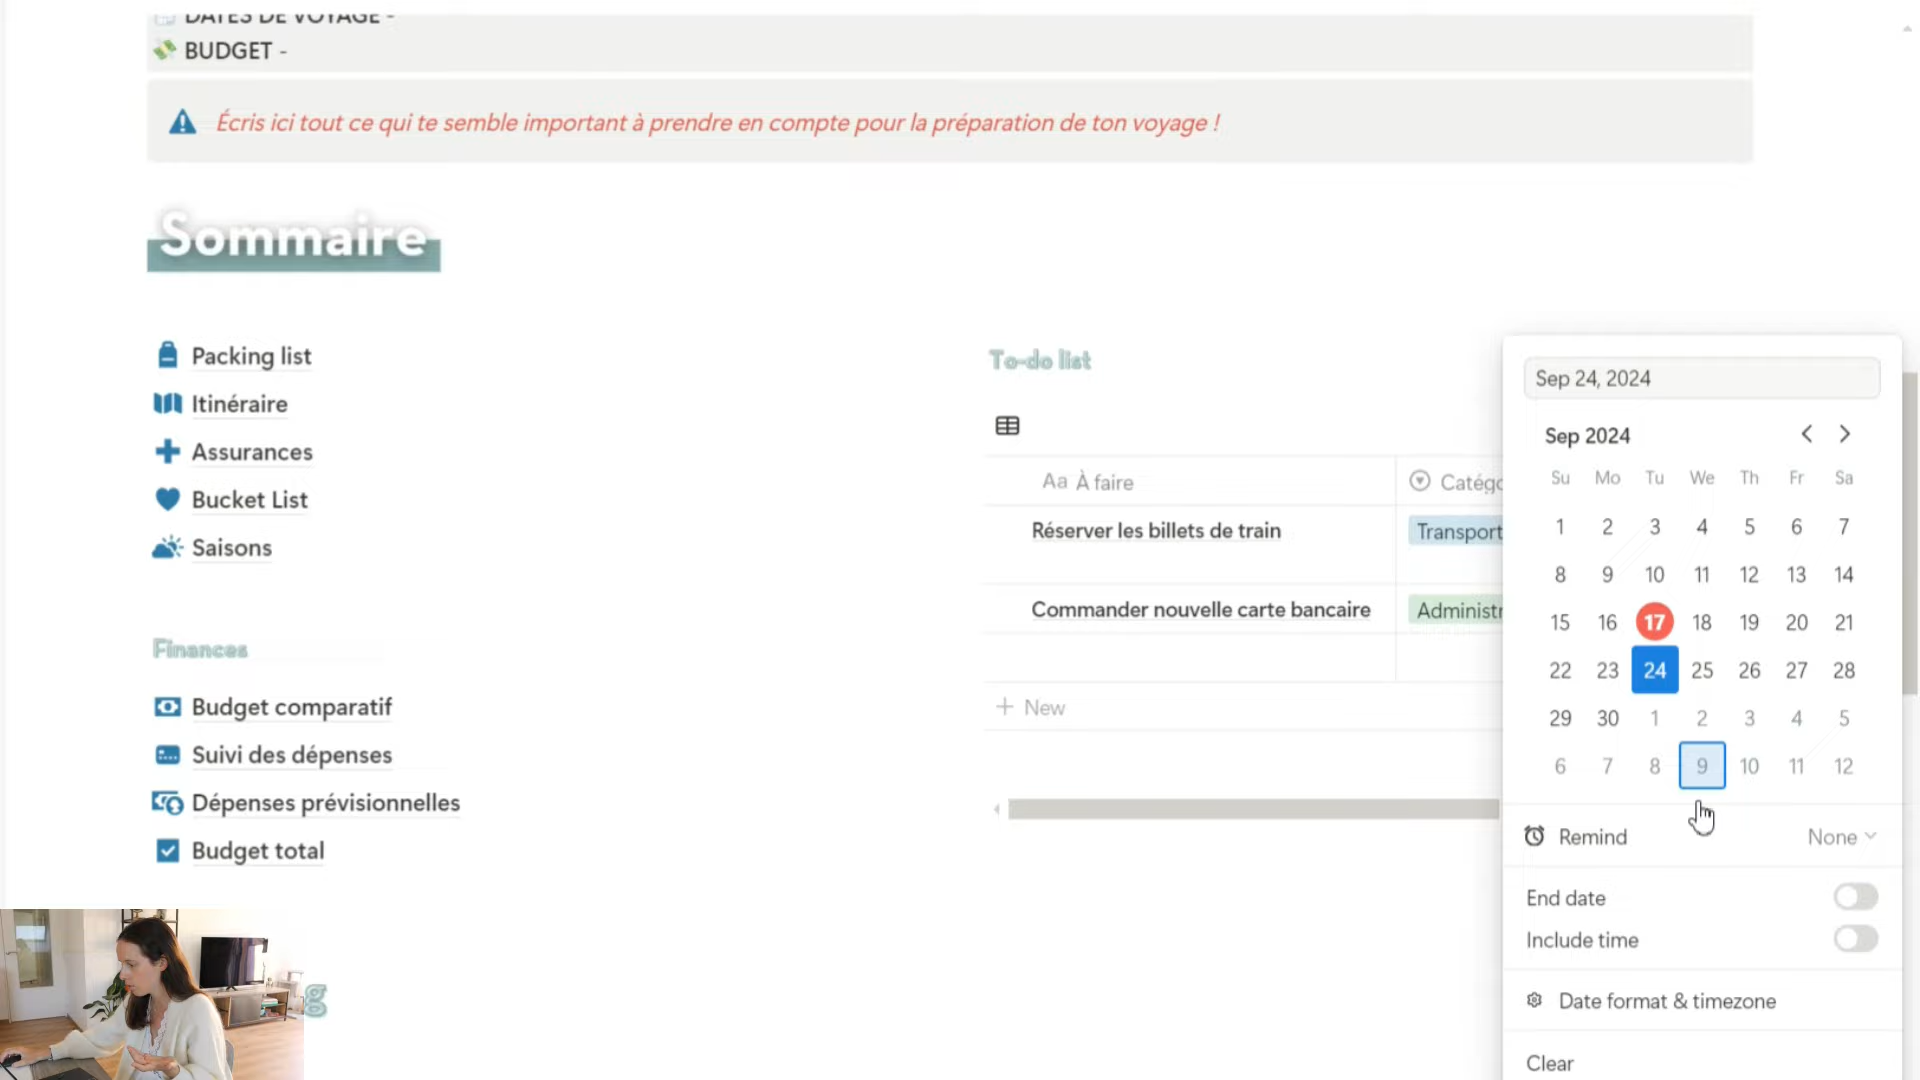 DATES DE VOYAGE -
BUDGET -
Écris ici tout ce qui te semble important à prendre en compte pour la préparation de ton voyage !
Sommaire
Packing list
Itinéraire
Assurances
Bucket List
Saisons
Finances
Budget comparatif
Suivi des dépenses
Dépenses prévisionnelles
Budget total
g
To-do list
Aa À faire
Catégo
Réserver les billets de train
Transport
Commander nouvelle carte bancaire
Administr
+ New
Sep 24, 2024
Sep 2024
Su Mo Tu We Th Fr Sa
1 2 3 4 5 6 7
8 9 10 11 12 13 14
15 16 17 18 19 20 21
22 23 24 25 26 27 28
29 30 1 2 3 4 5
6 7 8 9 10 11 12
Remind None
End date
Include time
Date format & timezone
Clear